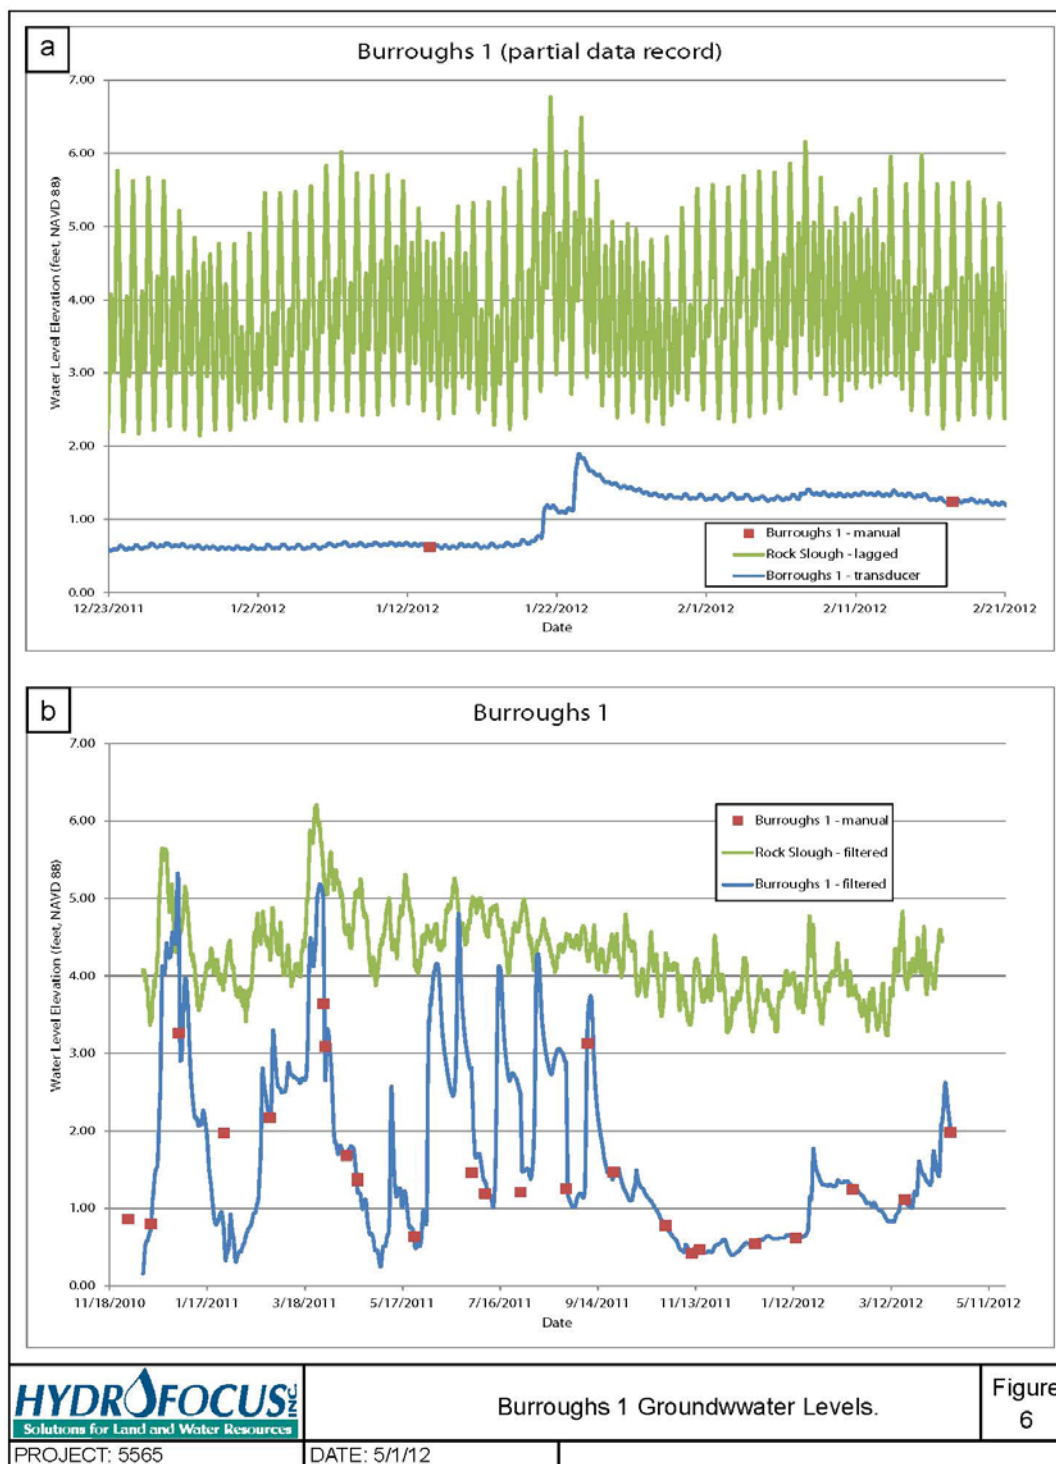 a
Burroughs 1 (partial data record)
Water Level Elevation (feet, NAVD 88)
7.00
6.00
5.00
4.00
3.00
2.00
1.00
0.00
Burroughs 1 - manual
Rock Slough - lagged
Borroughs 1 - transducer
12/23/2011 1/2/2012 1/12/2012 1/22/2012 2/1/2012 2/11/2012 2/21/2012
Date
b
Burroughs 1
Water Level Elevation (feet, NAVD 88)
7.00
6.00
5.00
4.00
3.00
2.00
1.00
0.00
Burroughs 1 - manual
Rock Slough - filtered
Burroughs 1 - filtered
11/18/2010 1/17/2011 3/18/2011 5/17/2011 7/16/2011 9/14/2011 11/13/2011 1/12/2012 3/12/2012 5/11/2012
Date
HYDROFOCUS INC.
Solutions for Land and Water Resources
Burroughs 1 Groundwwater Levels.
Figure
6
PROJECT: 5565 DATE: 5/1/12